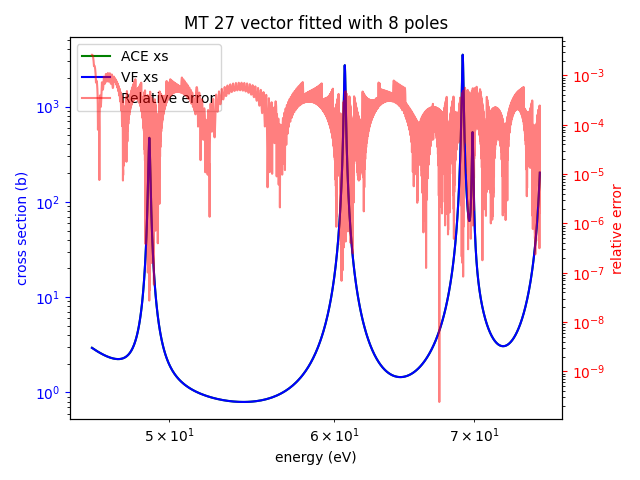 MT 27 vector fitted with 8 poles
ACE xs
VF xs
Relative error
cross section (b)
10³
10²
10¹
10⁰
10⁻³
10⁻⁴
10⁻⁵
10⁻⁶
10⁻⁷
10⁻⁸
10⁻⁹
relative error
5 × 10¹
6 × 10¹
7 × 10¹
energy (eV)